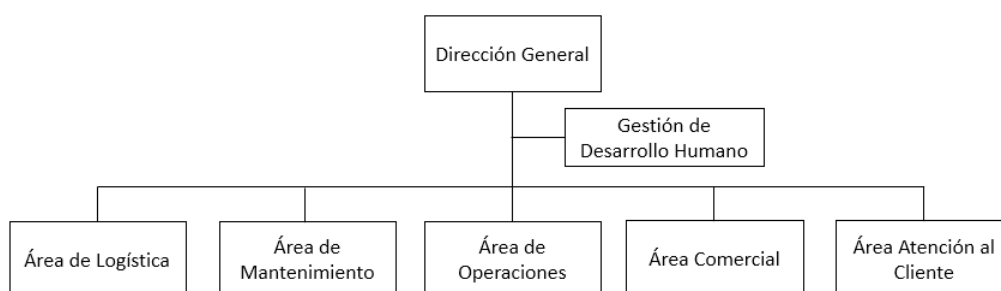 Dirección General
Gestión de
Desarrollo Humano
Área de Logística
Área de
Mantenimiento
Área de
Operaciones
Área Comercial
Área Atención al
Cliente